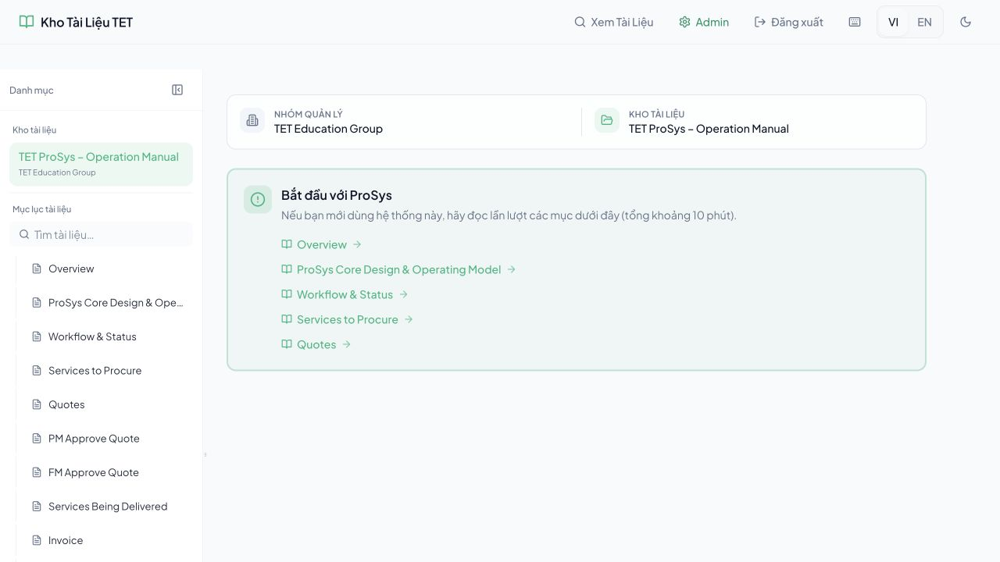 Kho Tài Liệu TET
Xem Tài Liệu
Admin
Đăng xuất
VI
EN
Danh mục
Kho tài liệu
TET ProSys – Operation Manual
TET Education Group
Mục lục tài liệu
Tìm tài liệu...
Overview
ProSys Core Design & Ope...
Workflow & Status
Services to Procure
Quotes
PM Approve Quote
FM Approve Quote
Services Being Delivered
Invoice
NHÓM QUẢN LÝ
TET Education Group
KHO TÀI LIỆU
TET ProSys – Operation Manual
Bắt đầu với ProSys
Nếu bạn mới dùng hệ thống này, hãy đọc lần lượt các mục dưới đây (tổng khoảng 10 phút).
Overview
ProSys Core Design & Operating Model
Workflow & Status
Services to Procure
Quotes